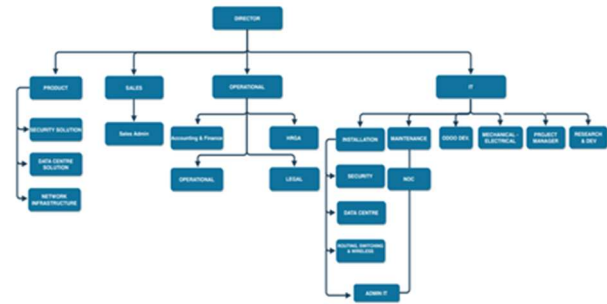 DIRECTOR
PRODUCT
SALES
OPERATIONAL
IT
SECURITY SOLUTION
DATA CENTRE
SOLUTION
NETWORK
INFRASTRUCTURE
Sales Admin
Accounting & Finance
HRGA
OPERATIONAL
LEGAL
INSTALLATION
MAINTENANCE
ODOO DEV.
MECHANICAL -
ELECTRICAL
PROJECT
MANAGER
RESEARCH
& DEV
SECURITY
NOC
DATA CENTRE
ROUTING, SWITCHING
& WIRELESS
ADMIN IT